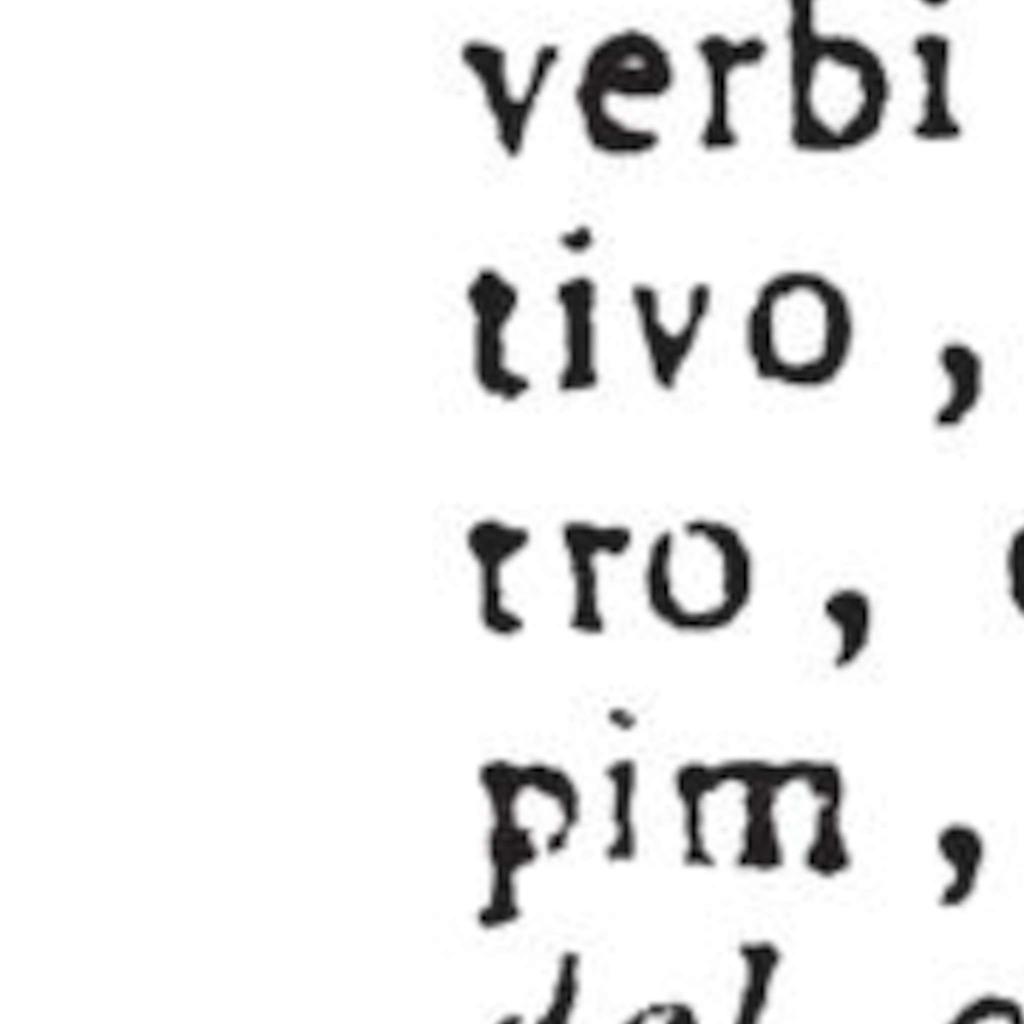 verbi
tivo ,
tro ,
pim ,